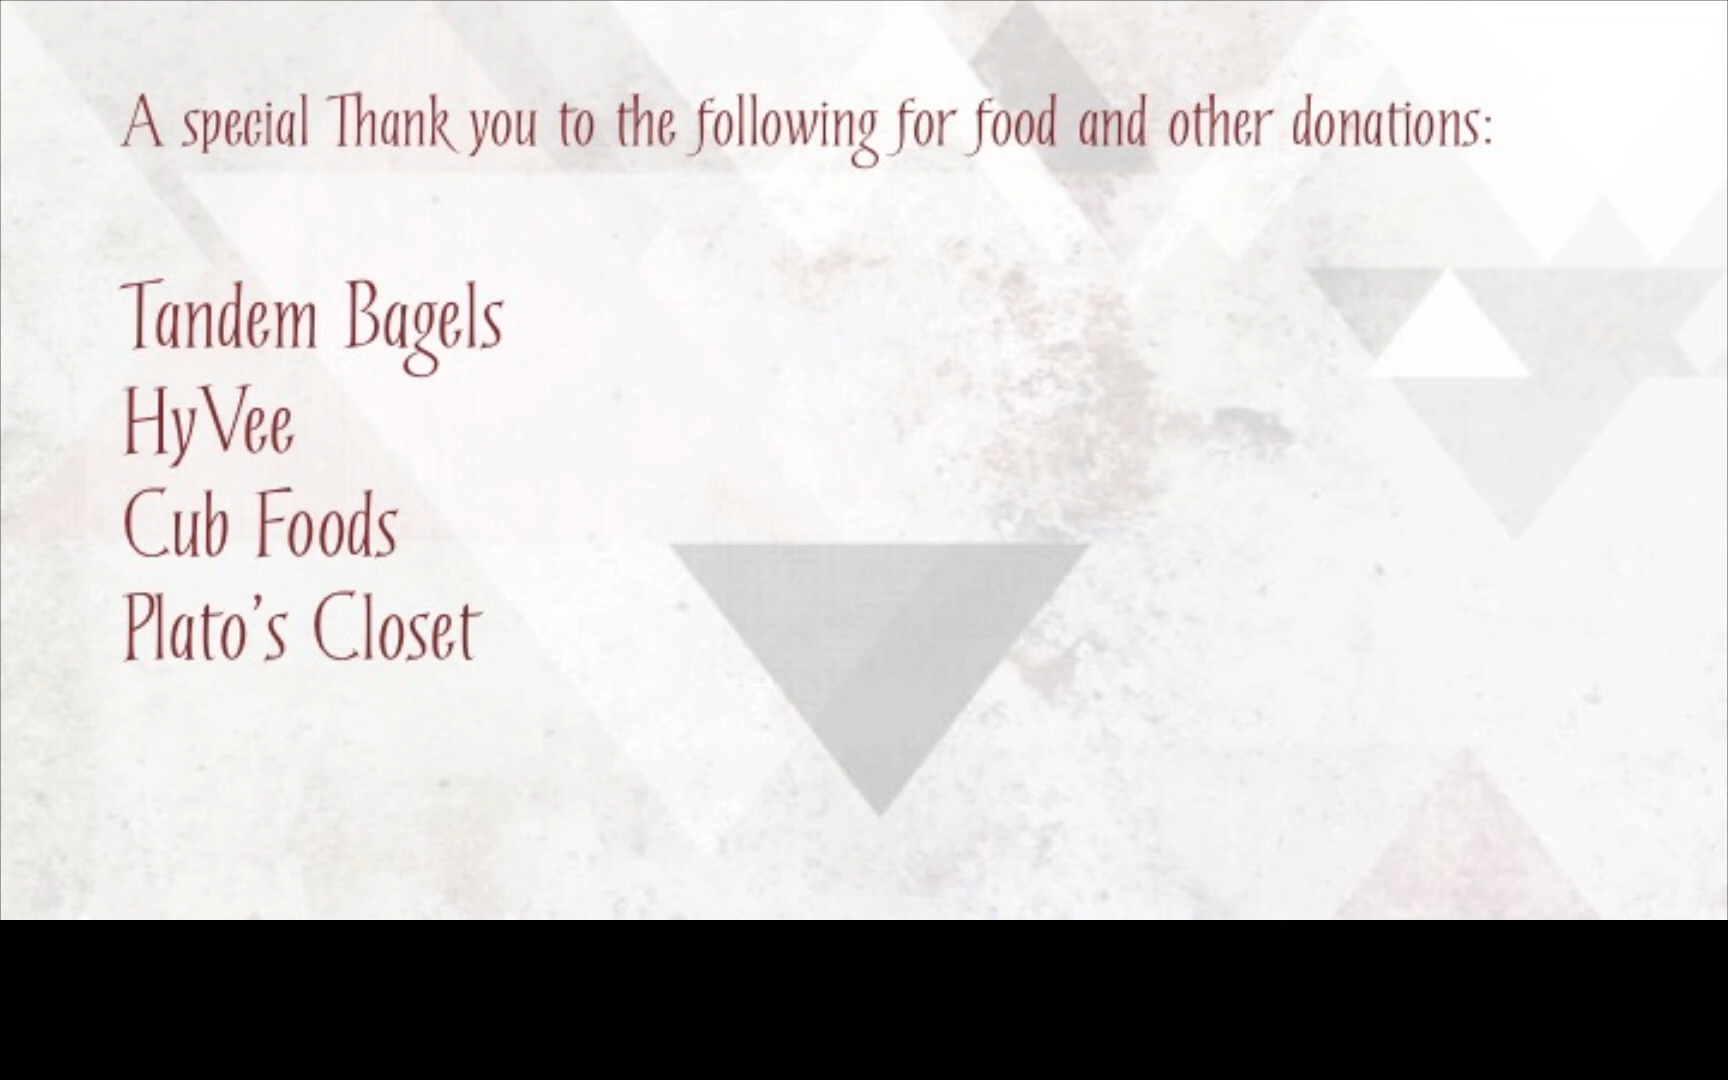 A special Thank you to the following for food and other donations:
Tandem Bagels
HyVee
Cub Foods
Plato's Closet